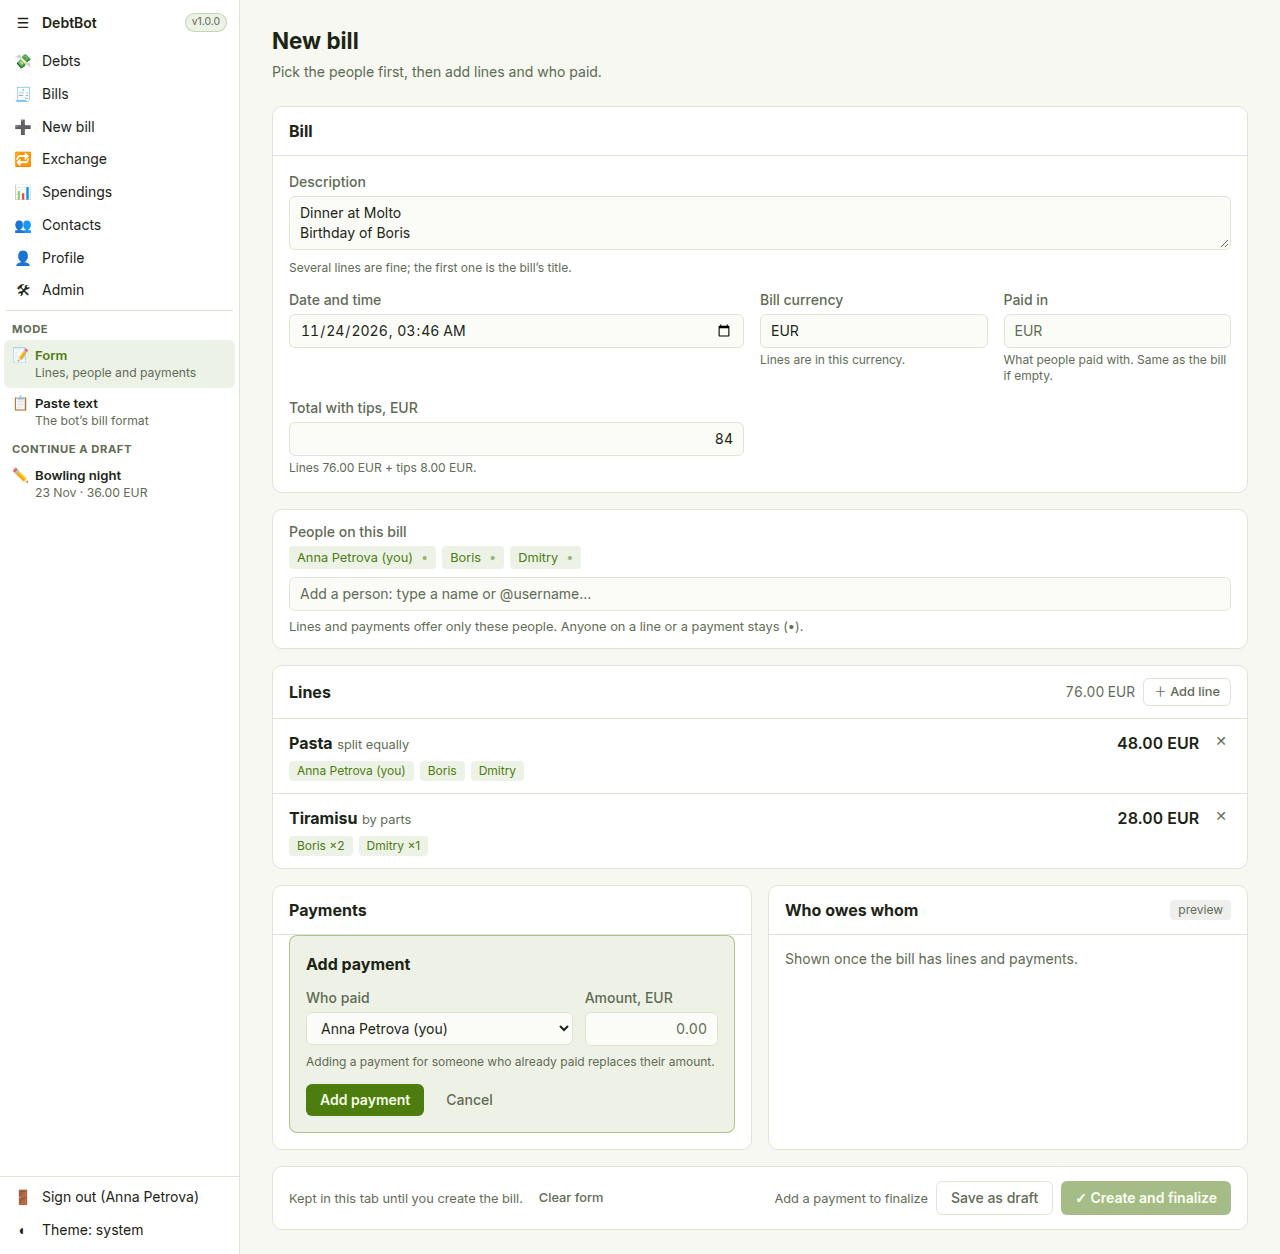 ☰ DebtBot v1.0.0
Debts
Bills
New bill
Exchange
Spendings
Contacts
Profile
Admin
MODE
Form
Lines, people and payments
Paste text
The bot’s bill format
CONTINUE A DRAFT
Bowling night
23 Nov · 36.00 EUR
Sign out (Anna Petrova)
Theme: system
New bill
Pick the people first, then add lines and who paid.
Bill
Description
Dinner at Molto
Birthday of Boris
Several lines are fine; the first one is the bill’s title.
Date and time
11/24/2026, 03:46 AM
Bill currency
EUR
Lines are in this currency.
Paid in
EUR
What people paid with. Same as the bill
if empty.
Total with tips, EUR
84
Lines 76.00 EUR + tips 8.00 EUR.
People on this bill
Anna Petrova (you) • Boris • Dmitry •
Add a person: type a name or @username…
Lines and payments offer only these people. Anyone on a line or a payment stays (•).
Lines 76.00 EUR + Add line
Pasta split equally 48.00 EUR ✕
Anna Petrova (you) Boris Dmitry
Tiramisu by parts 28.00 EUR ✕
Boris ×2 Dmitry ×1
Payments
Add payment
Who paid
Anna Petrova (you)
Amount, EUR
0.00
Adding a payment for someone who already paid replaces their amount.
Add payment Cancel
Who owes whom preview
Shown once the bill has lines and payments.
Kept in this tab until you create the bill. Clear form Add a payment to finalize Save as draft ✓ Create and finalize